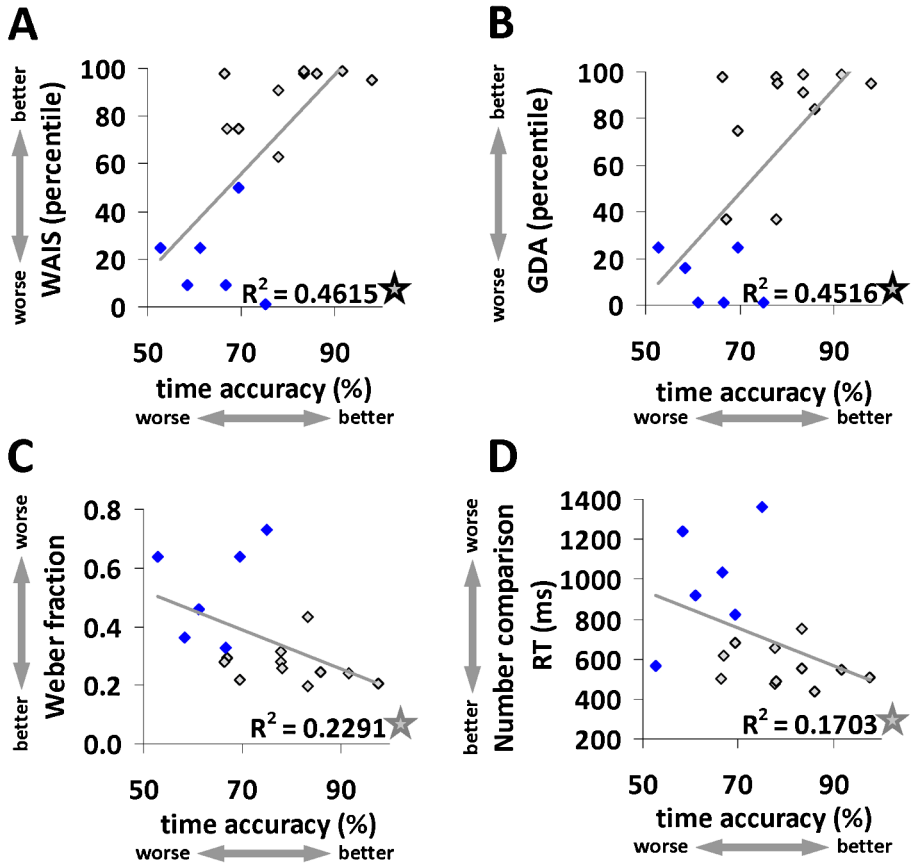 A
better
worse
WAIS (percentile)
100
80
60
40
20
0
R² = 0.4615
50 70 90
time accuracy (%)
worse better
B
better
worse
GDA (percentile)
100
80
60
40
20
0
R² = 0.4516
50 70 90
time accuracy (%)
worse better
C
worse
better
Weber fraction
0.8
0.6
0.4
0.2
0.0
R² = 0.2291
50 70 90
time accuracy (%)
worse better
D
worse
better
Number comparison
RT (ms)
1400
1200
1000
800
600
400
200
R² = 0.1703
50 70 90
time accuracy (%)
worse better